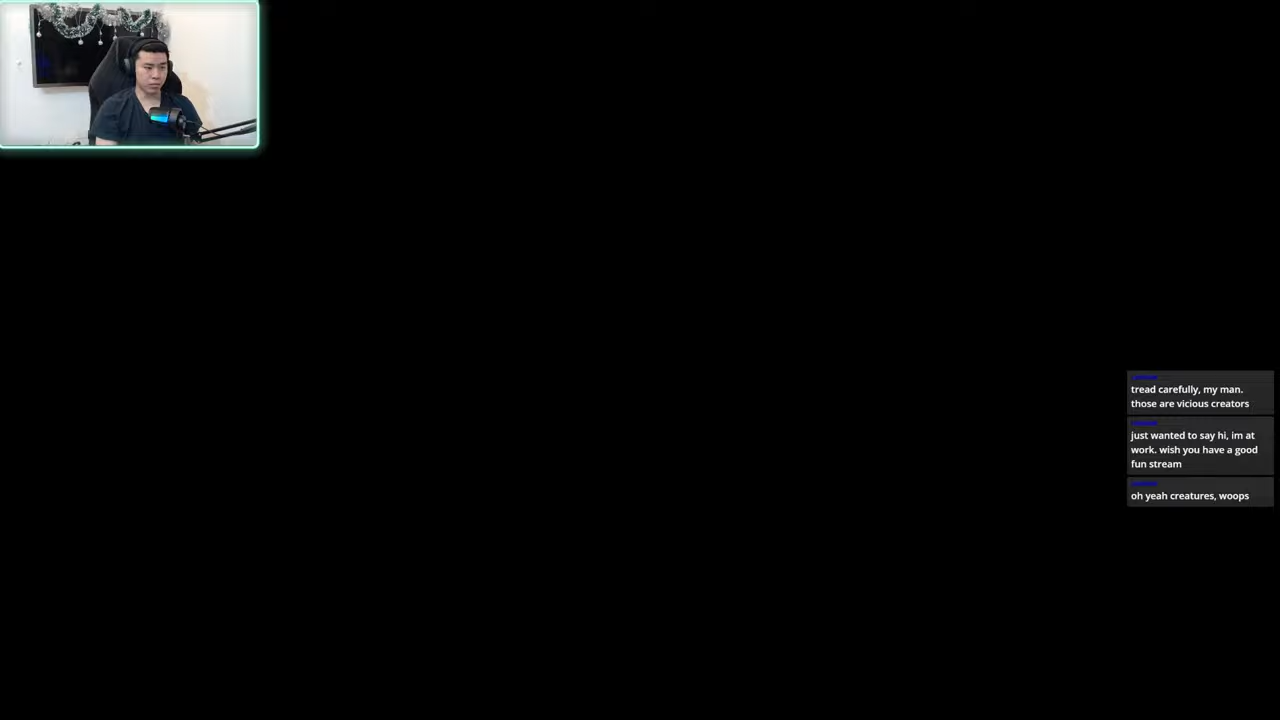 tread carefully, my man.
those are vicious creators
just wanted to say hi, im at
work. wish you have a good
fun stream
oh yeah creatures, woops